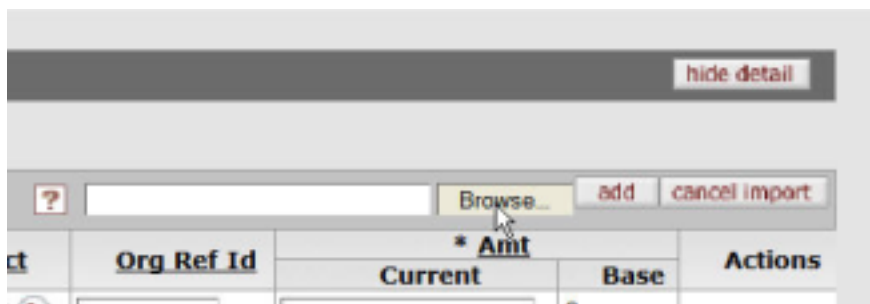 hide detail
? Browse... add cancel import
ct Org Ref Id * Amt Actions
Current Base